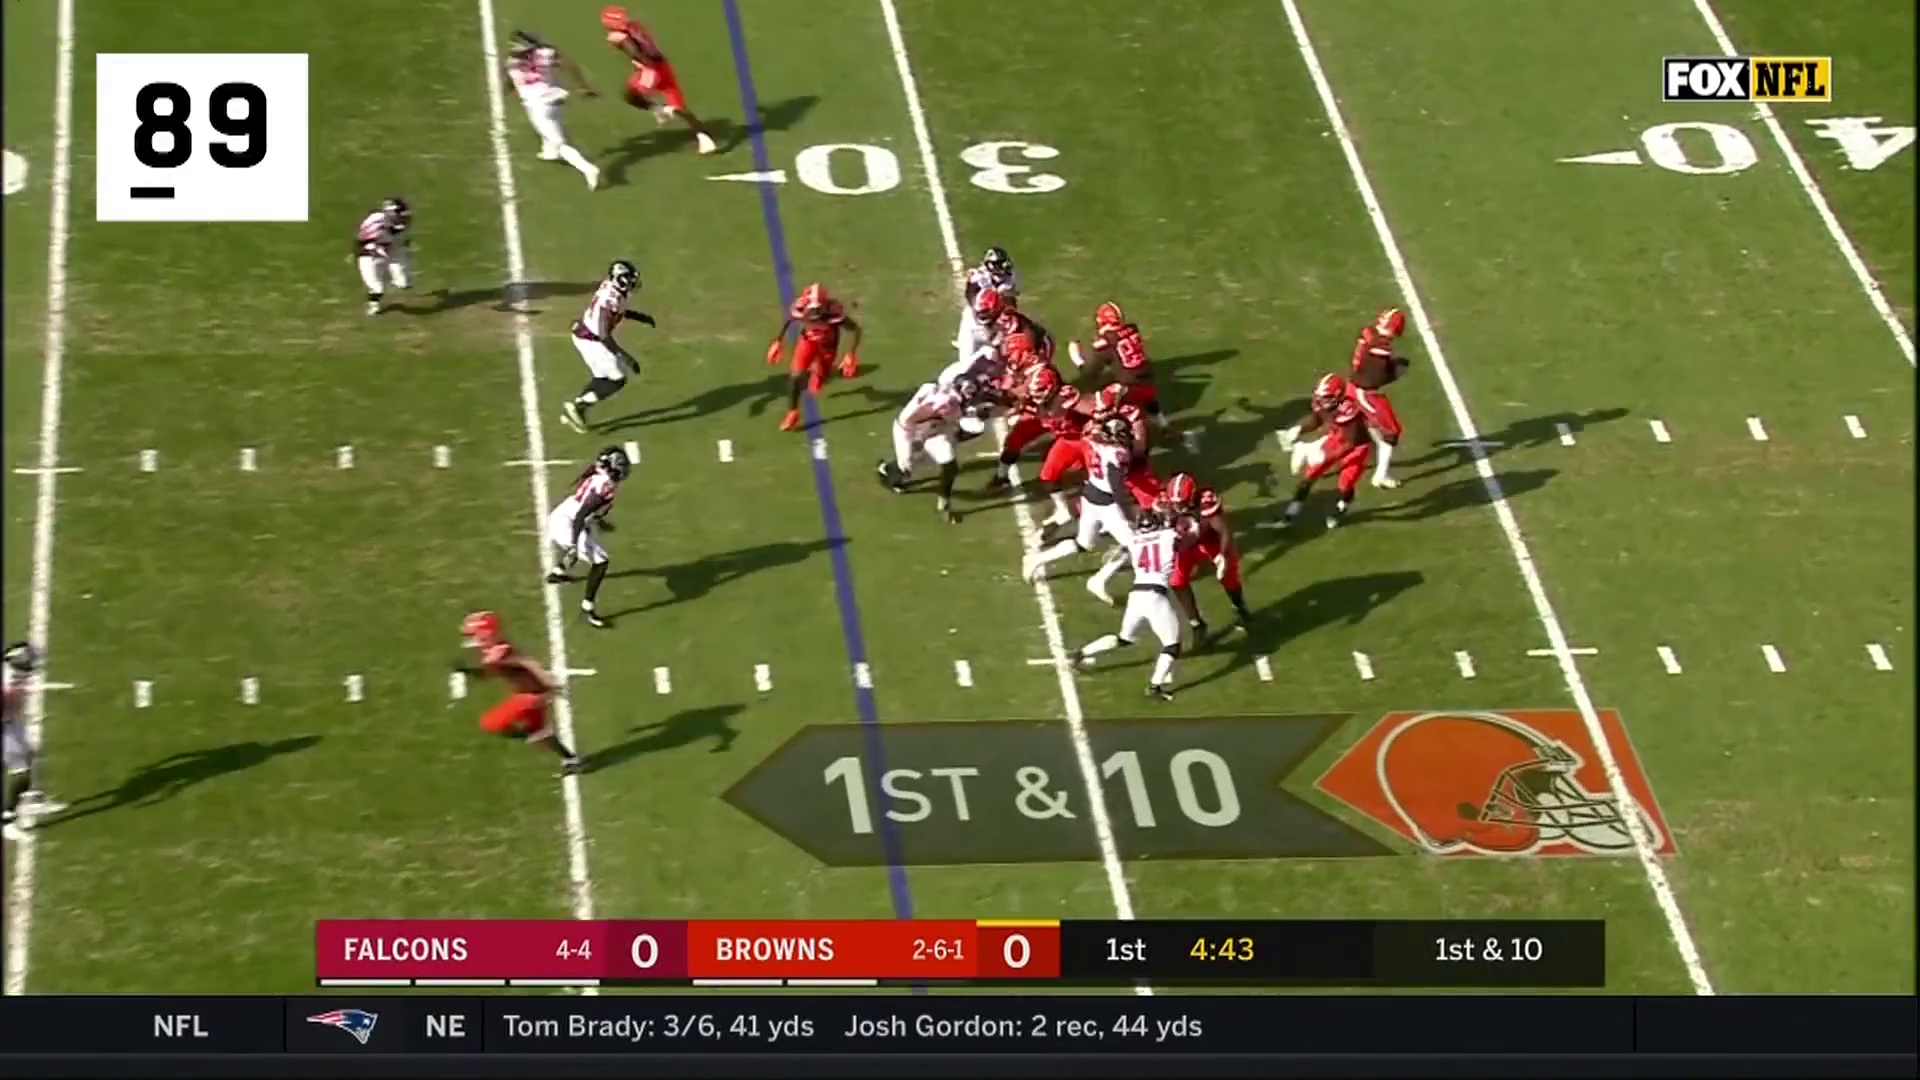 89
FOX NFL
30
40
41
1ST & 10
FALCONS 4-4 0 BROWNS 2-6-1 0 1st 4:43 1st & 10
NFL NE Tom Brady: 3/6, 41 yds Josh Gordon: 2 rec, 44 yds